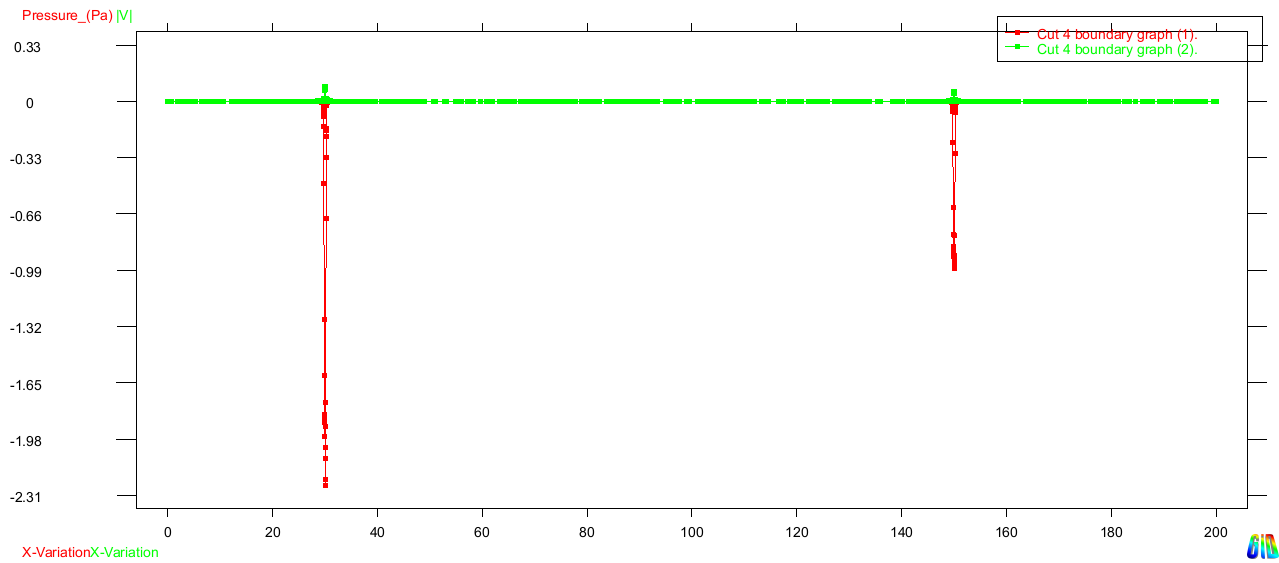 Pressure_(Pa) |V|
Cut 4 boundary graph (1).
Cut 4 boundary graph (2).
0.33
0
-0.33
-0.66
-0.99
-1.32
-1.65
-1.98
-2.31
0 20 40 60 80 100 120 140 160 180 200
X-Variation X-Variation
GiD